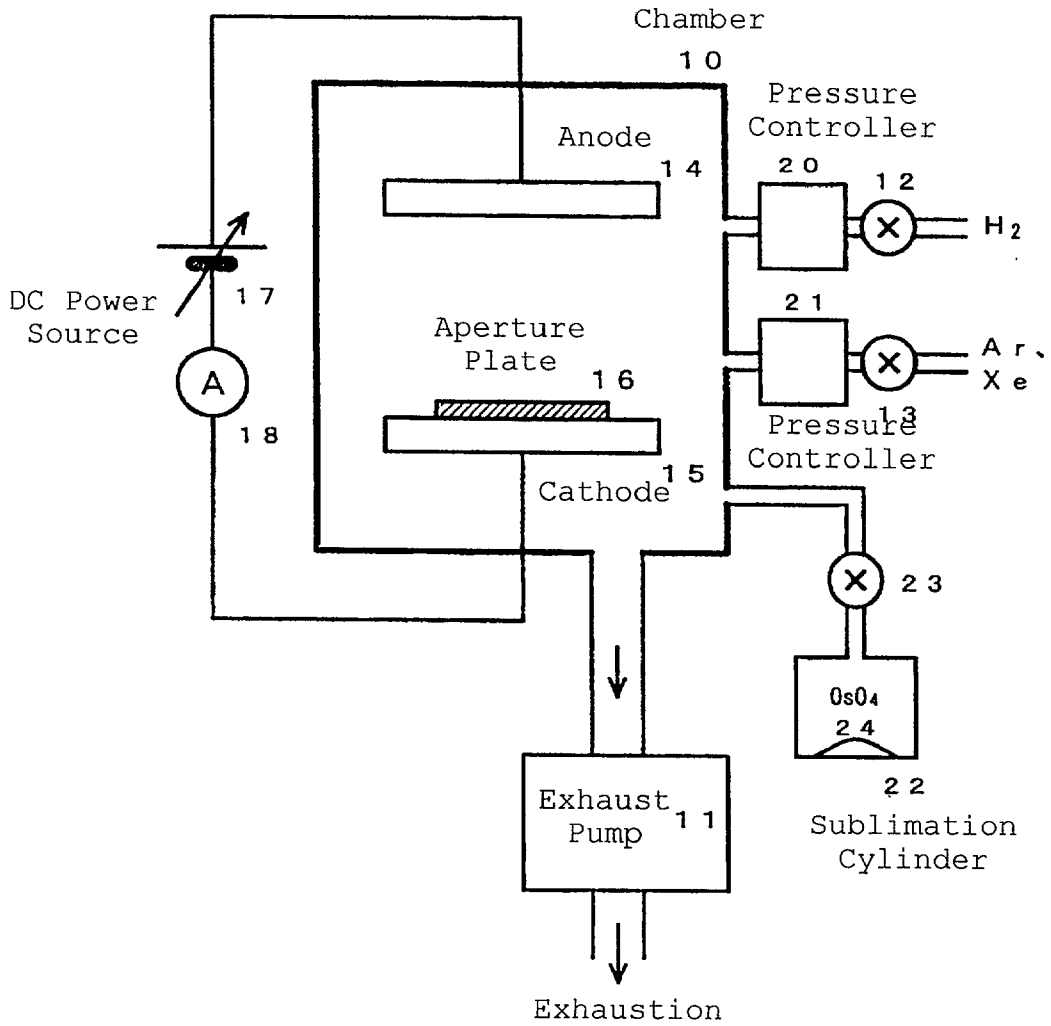 Chamber
10
Pressure
Controller
Anode
14
20
12
H₂
DC Power
Source
17
21
Ar、
Xe
Aperture
Plate
16
A
18
13
Pressure
Controller
Cathode
15
23
OsO₄
24
22
Sublimation
Cylinder
Exhaust
Pump
11
Exhaustion